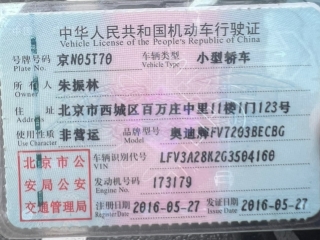 中华人民共和国机动车行驶证
Vehicle License of the People's Republic of China
号牌号码 京N05T70 车辆类型 小型轿车
Plate No. Vehicle Type
所有人 朱振林
Owner
住址 北京市西城区百万庄中里11楼1门123号
Address
使用性质 非营运 品牌型号 奥迪牌FV7203BECBG
Use Character Model
北京市公安局公安交通管理局
车辆识别代号 LFV3A28K2G3504160
VIN
发动机号码 173179
Engine No.
注册日期 2016-05-27 发证日期 2016-05-27
Register Date Issue Date